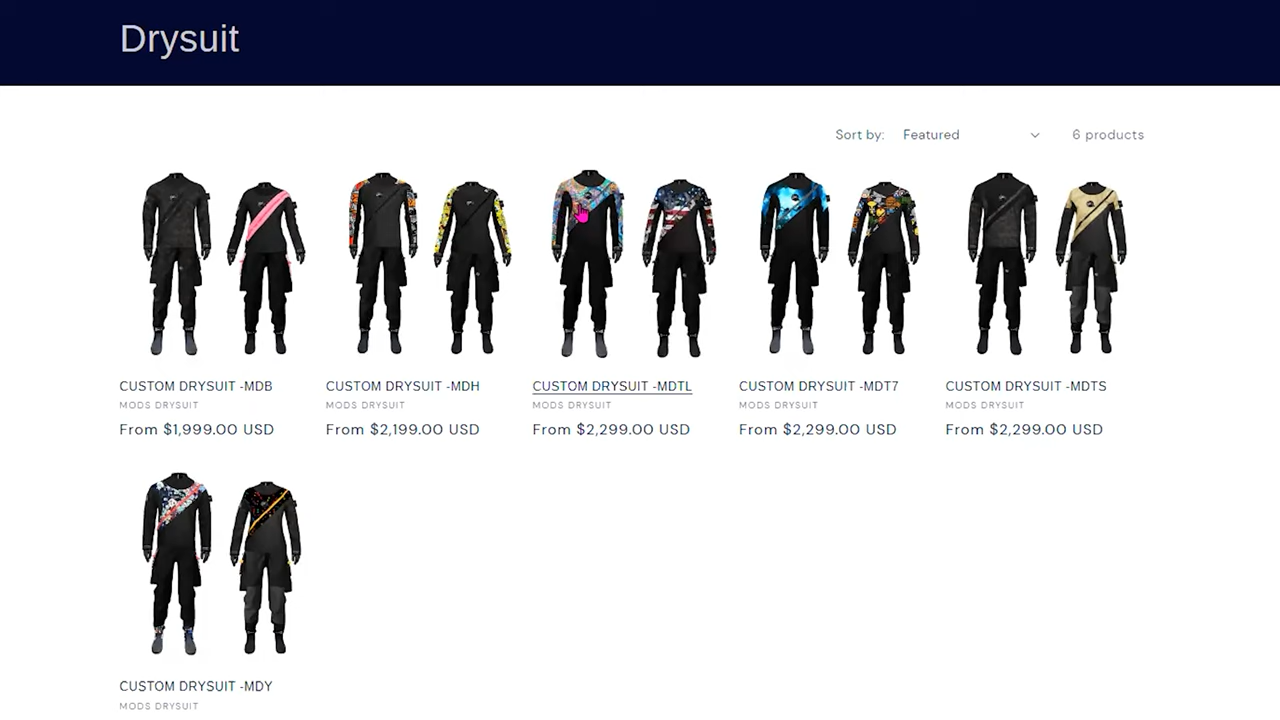 Drysuit
Sort by: Featured 6 products
CUSTOM DRYSUIT -MDB
MODS DRYSUIT
From $1,999.00 USD
CUSTOM DRYSUIT -MDH
MODS DRYSUIT
From $2,199.00 USD
CUSTOM DRYSUIT -MDTL
MODS DRYSUIT
From $2,299.00 USD
CUSTOM DRYSUIT -MDT7
MODS DRYSUIT
From $2,299.00 USD
CUSTOM DRYSUIT -MDTS
MODS DRYSUIT
From $2,299.00 USD
CUSTOM DRYSUIT -MDY
MODS DRYSUIT